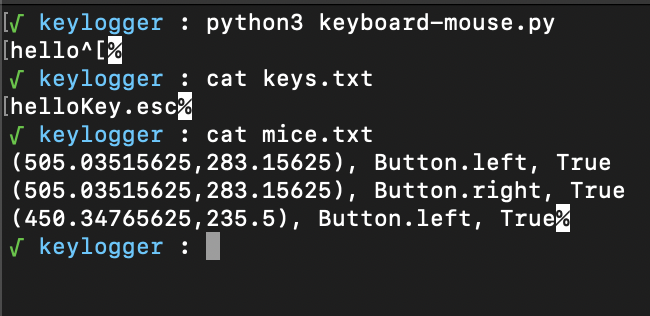 [√ keylogger : python3 keyboard-mouse.py
[hello^[%
[√ keylogger : cat keys.txt
[helloKey.esc%
√ keylogger : cat mice.txt
(505.03515625,283.15625), Button.left, True
(505.03515625,283.15625), Button.right, True
(450.34765625,235.5), Button.left, True%
√ keylogger :